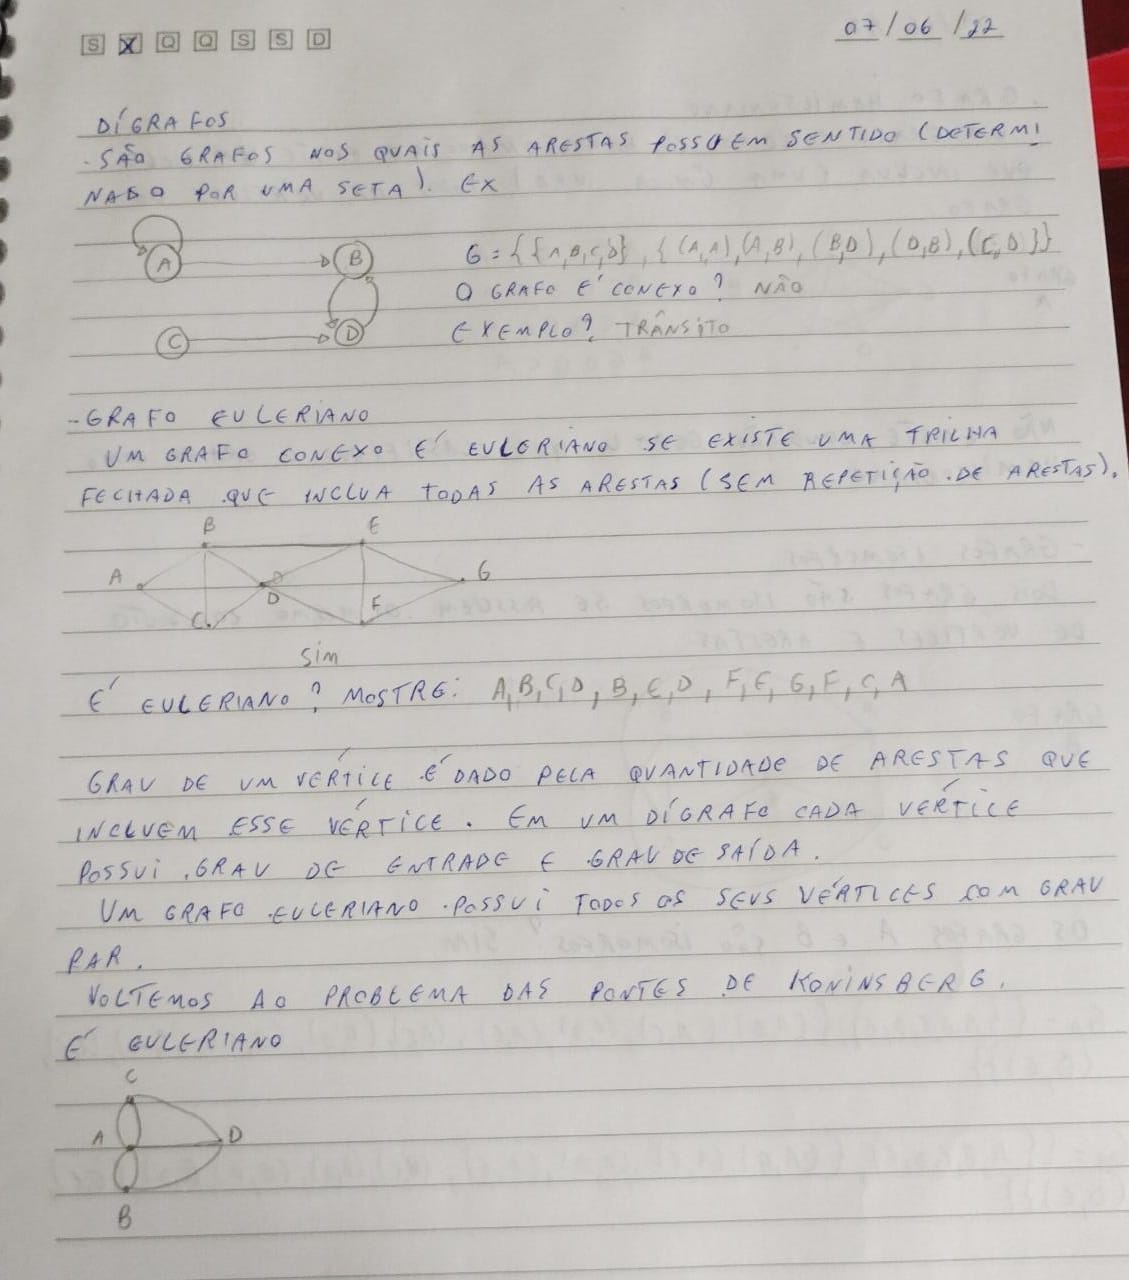 S X Q Q S S D
07/06/22
DÍGRAFOS
- SÃO GRAFOS NOS QUAIS AS ARESTAS POSSUEM SENTIDO (DETERMI
NADO POR UMA SETA). EX
A B C D
G = {{A,B,C,D}, {(A,A),(A,B),(B,D),(D,B),(C,D)}}
O GRAFO É CONEXO? NÃO
EXEMPLO? TRÂNSITO
- GRAFO EULERIANO
UM GRAFO CONEXO É EULERIANO SE EXISTE UMA TRILHA
FECHADA QUE INCLUA TODAS AS ARESTAS (SEM REPETIÇÃO DE ARESTAS).
B E
A D G
C F
SIM
É EULERIANO? MOSTRE: A,B,C,D,B,E,D,F,E,G,F,C,A
GRAU DE UM VÉRTICE É DADO PELA QUANTIDADE DE ARESTAS QUE
INCLUEM ESSE VÉRTICE. EM UM DÍGRAFO CADA VÉRTICE
POSSUI GRAU DE ENTRADE E GRAU DE SAÍDA.
UM GRAFO EULERIANO POSSUI TODOS OS SEUS VÉRTICES COM GRAU
PAR.
VOLTEMOS AO PROBLEMA DAS PONTES DE KONINSBERG.
É EULERIANO
C
A D
B